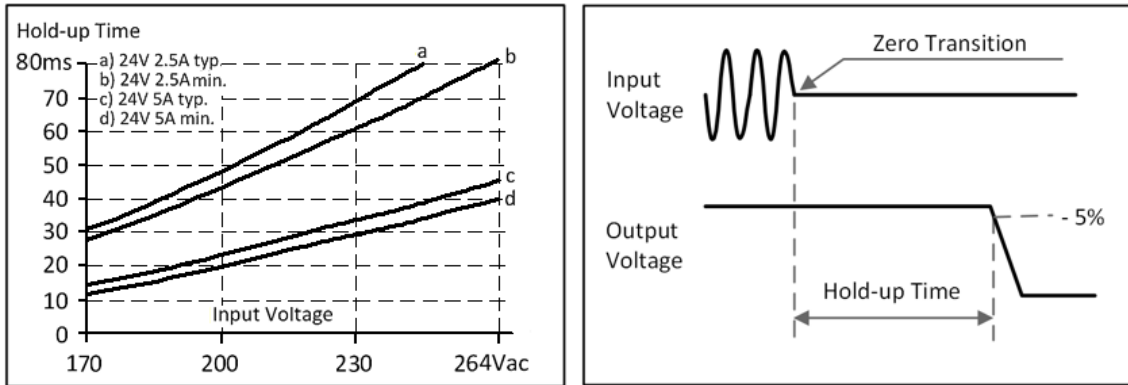 Hold-up Time
80ms
70
60
50
40
30
20
10
0
a) 24V 2.5A typ.
b) 24V 2.5A min.
c) 24V 5A typ.
d) 24V 5A min.
a
b
c
d
Input Voltage
170 200 230 264Vac
Zero Transition
Input
Voltage
Output
Voltage
- 5%
Hold-up Time